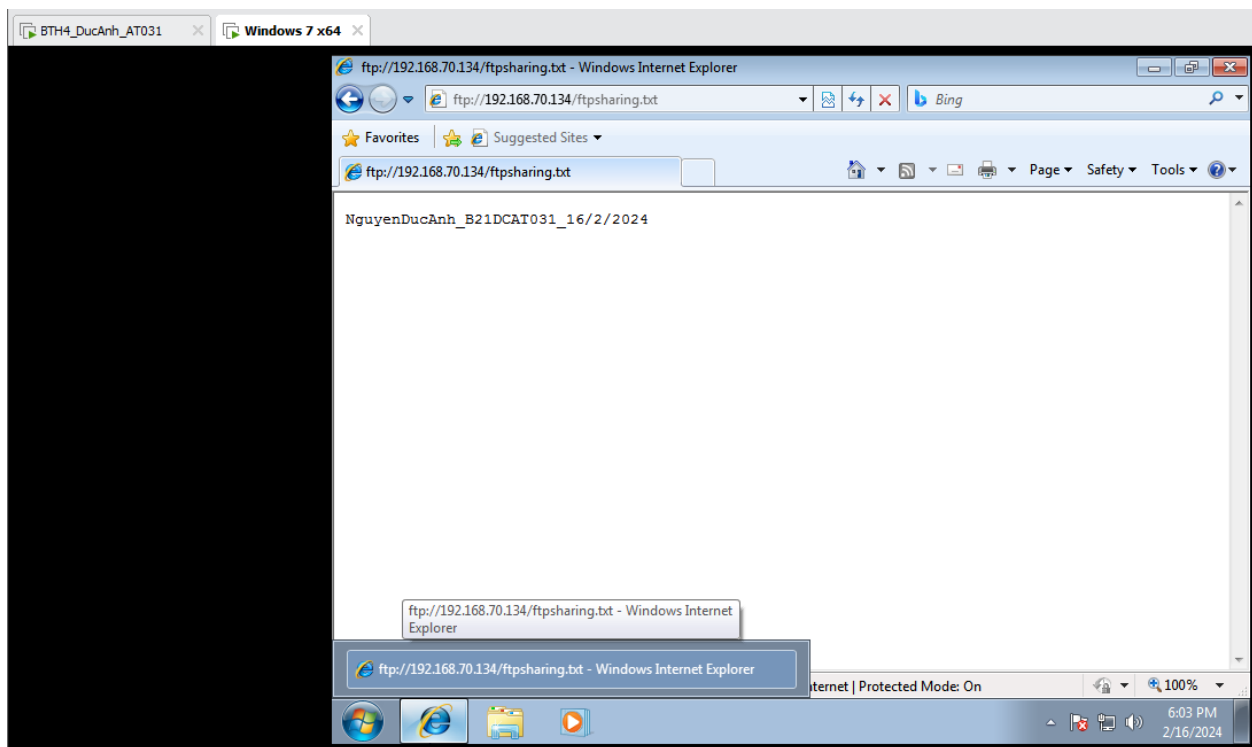 BTH4_DucAnh_AT031
Windows 7 x64
ftp://192.168.70.134/ftpsharing.txt - Windows Internet Explorer
ftp://192.168.70.134/ftpsharing.txt
Bing
Favorites
Suggested Sites
ftp://192.168.70.134/ftpsharing.txt
Page
Safety
Tools
NguyenDucAnh_B21DCAT031_16/2/2024
ftp://192.168.70.134/ftpsharing.txt - Windows Internet
Explorer
ftp://192.168.70.134/ftpsharing.txt - Windows Internet Explorer
ternet | Protected Mode: On
100%
6:03 PM
2/16/2024